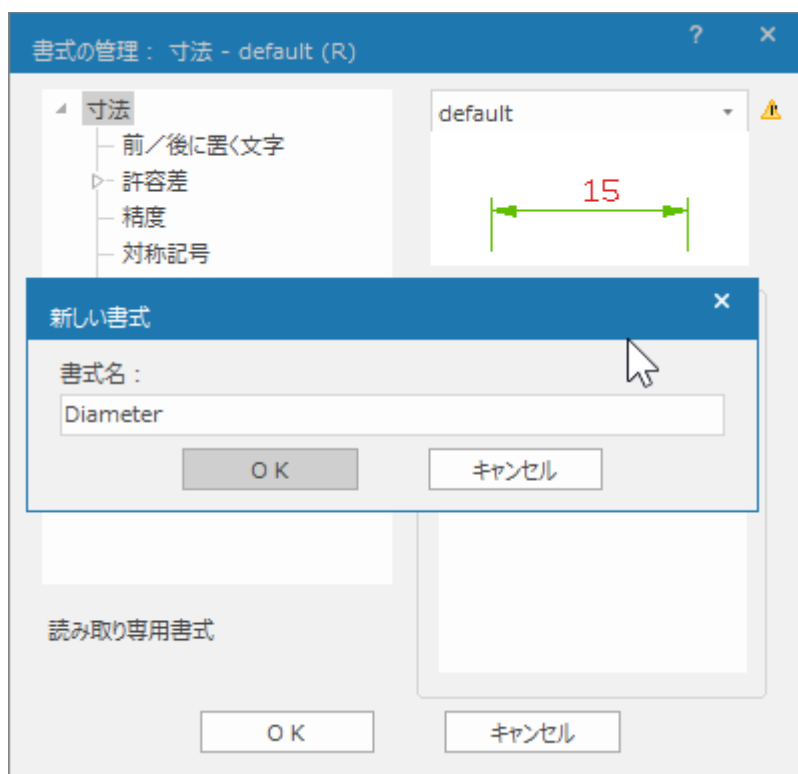 書式の管理： 寸法 - default (R)
?
×
寸法
前／後に置く文字
許容差
精度
対称記号
default
15
新しい書式
×
書式名：
Diameter
ＯＫ
キャンセル
読み取り専用書式
ＯＫ
キャンセル